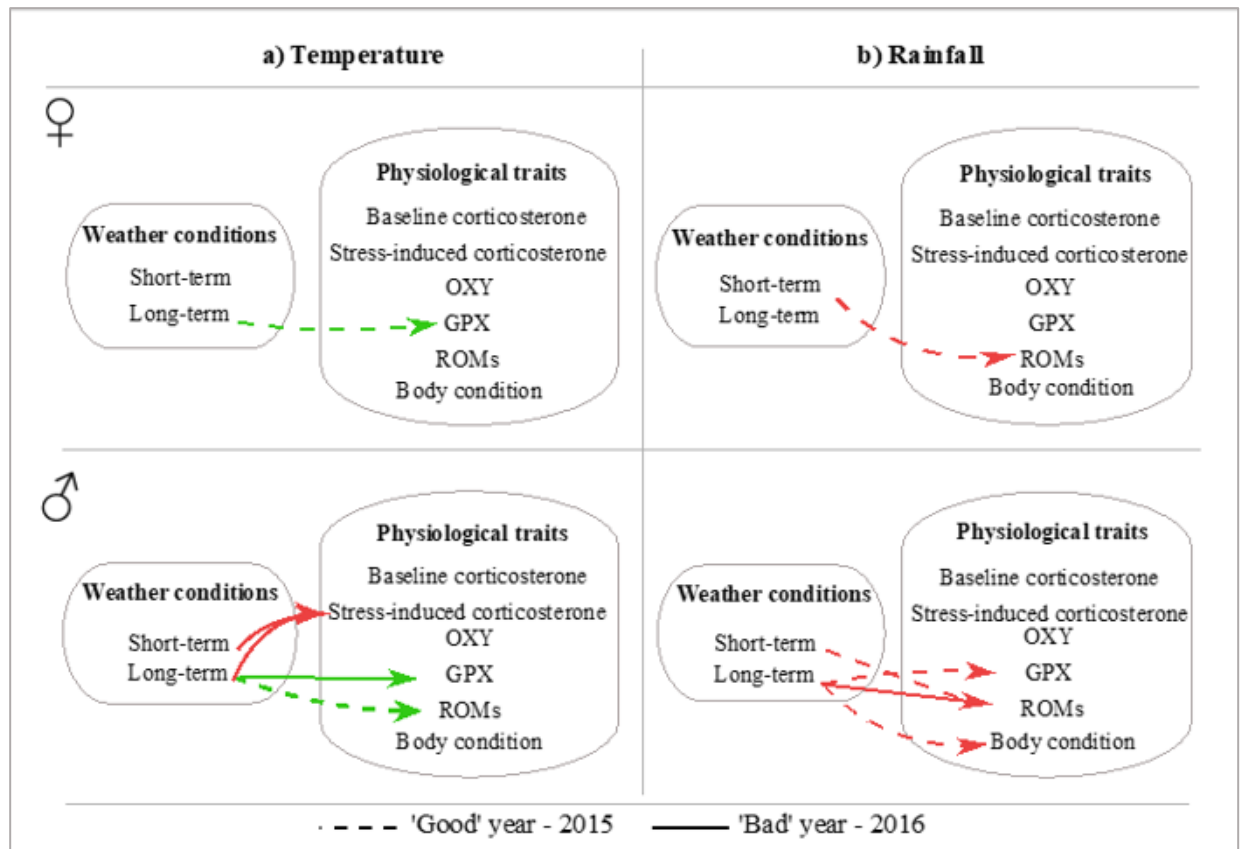 a) Temperature
b) Rainfall
♀
Physiological traits
Baseline corticosterone
Weather conditions
Stress-induced corticosterone
Short-term
OXY
Long-term
GPX
ROMs
Body condition
Physiological traits
Baseline corticosterone
Weather conditions
Stress-induced corticosterone
Short-term
OXY
Long-term
GPX
ROMs
Body condition
♂
Physiological traits
Baseline corticosterone
Weather conditions
Stress-induced corticosterone
Short-term
OXY
Long-term
GPX
ROMs
Body condition
Physiological traits
Baseline corticosterone
Weather conditions
Stress-induced corticosterone
Short-term
OXY
Long-term
GPX
ROMs
Body condition
'Good' year - 2015
'Bad' year - 2016